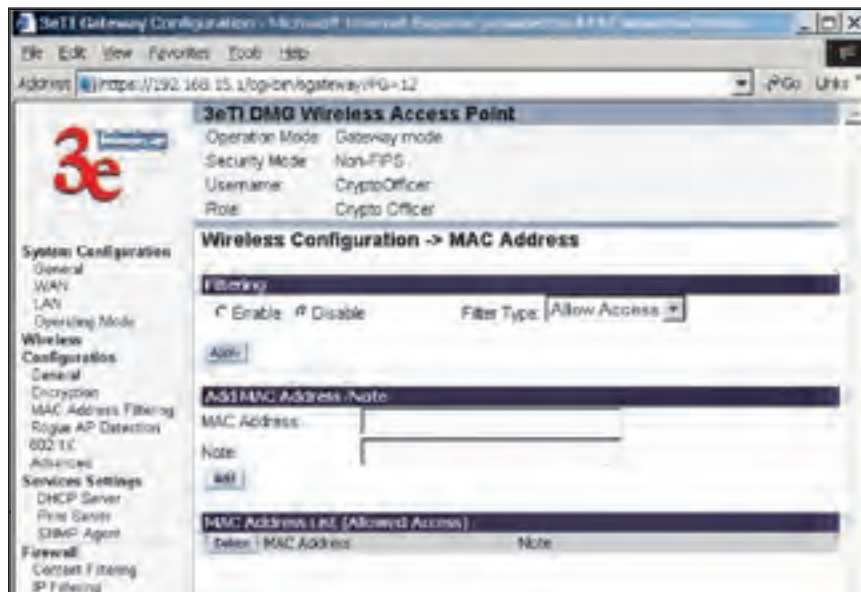 3eTI Gateway Configuration - Microsoft Internet Explorer
File Edit View Favorites Tools Help
Address https://192.168.15.1/cgi-bin/sgateway?PG=12 Go Links
3e Technologies
3eTI DMG Wireless Access Point
Operation Mode: Gateway mode
Security Mode: Non-FIPS
Username: CryptoOfficer
Role: Crypto Officer
System Configuration
General
WAN
LAN
Operating Mode
Wireless
Configuration
General
Encryption
MAC Address Filtering
Rogue AP Detection
802.1X
Advanced
Services Settings
DHCP Server
Print Server
SNMP Agent
Firewall
Content Filtering
IP Filtering
Wireless Configuration -> MAC Address
Filtering
Enable Disable Filter Type: Allow Access
Apply
Add MAC Address/Note
MAC Address:
Note:
Add
MAC Address List (Allowed Access)
Delete MAC Address Note